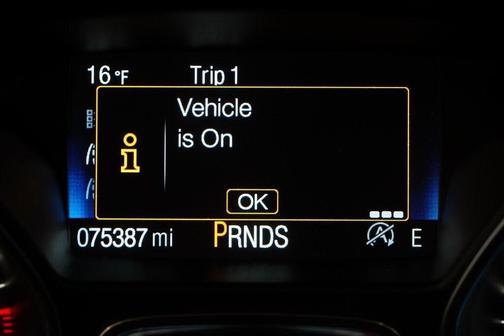 16°F Trip 1
Vehicle
is On
i
OK
075387 mi PRNDS A E